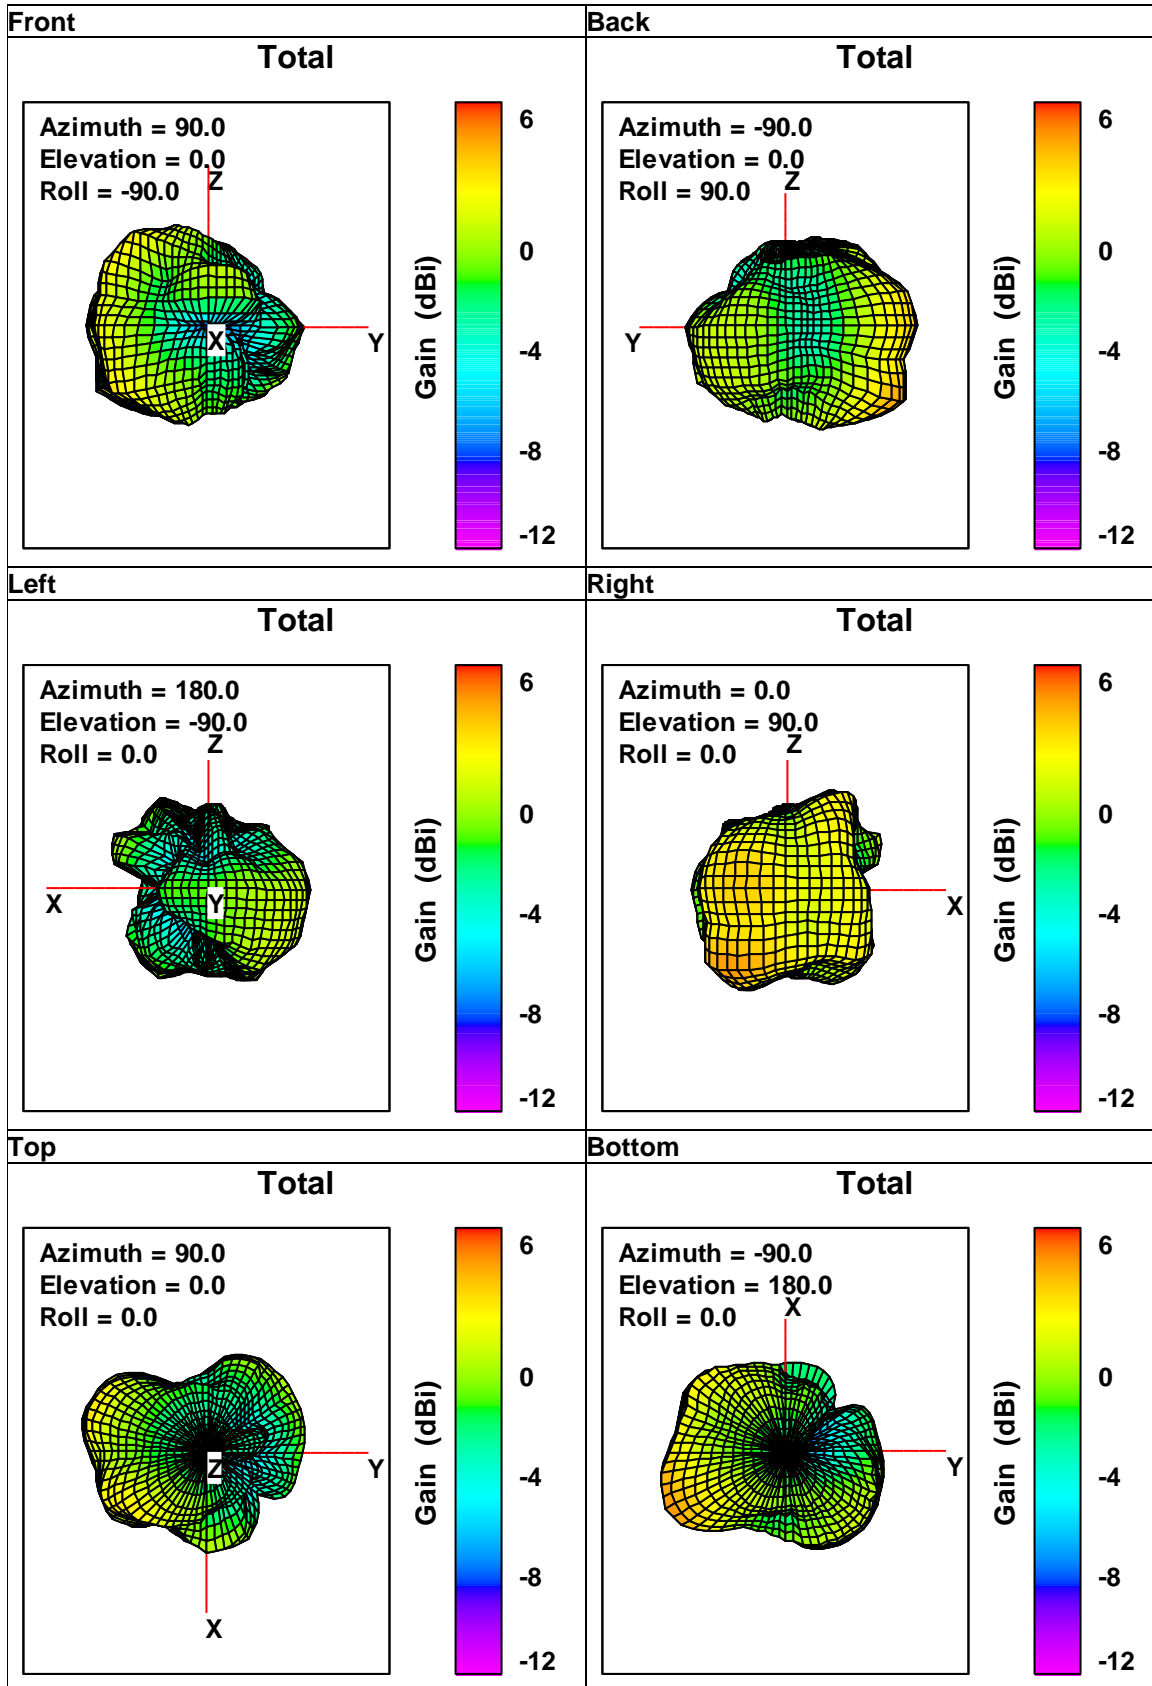 Front
Total
Azimuth = 90.0
Elevation = 0.0
Roll = -90.0
Z
X
Y
6
0
-4
-8
-12
Gain (dBi)
Back
Total
Azimuth = -90.0
Elevation = 0.0
Roll = 90.0
Z
Y
6
0
-4
-8
-12
Gain (dBi)
Left
Total
Azimuth = 180.0
Elevation = -90.0
Roll = 0.0
Z
X
Y
6
0
-4
-8
-12
Gain (dBi)
Right
Total
Azimuth = 0.0
Elevation = 90.0
Roll = 0.0
Z
X
6
0
-4
-8
-12
Gain (dBi)
Top
Total
Azimuth = 90.0
Elevation = 0.0
Roll = 0.0
Z
Y
X
6
0
-4
-8
-12
Gain (dBi)
Bottom
Total
Azimuth = -90.0
Elevation = 180.0
Roll = 0.0
X
Y
6
0
-4
-8
-12
Gain (dBi)